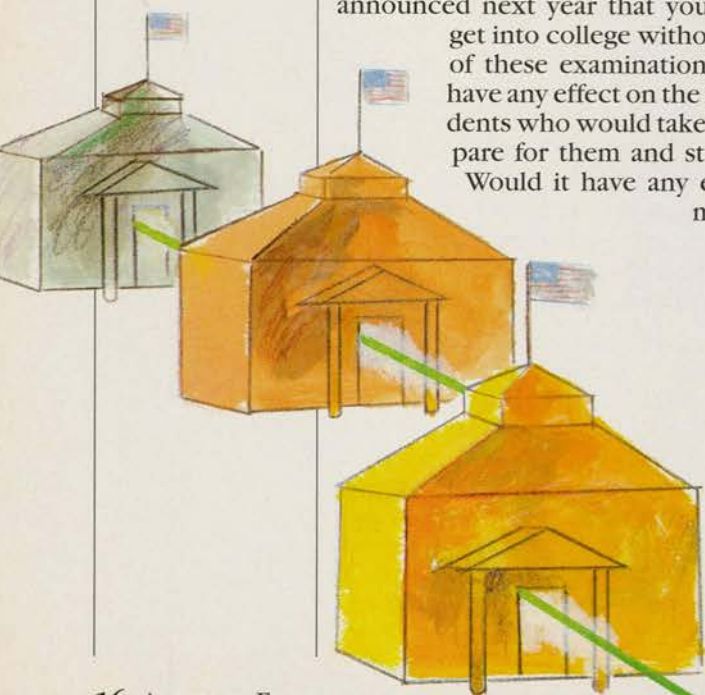 announced next year that you
get into college witho
of these examination
have any effect on the
dents who would take
pare for them and st
Would it have any e
16